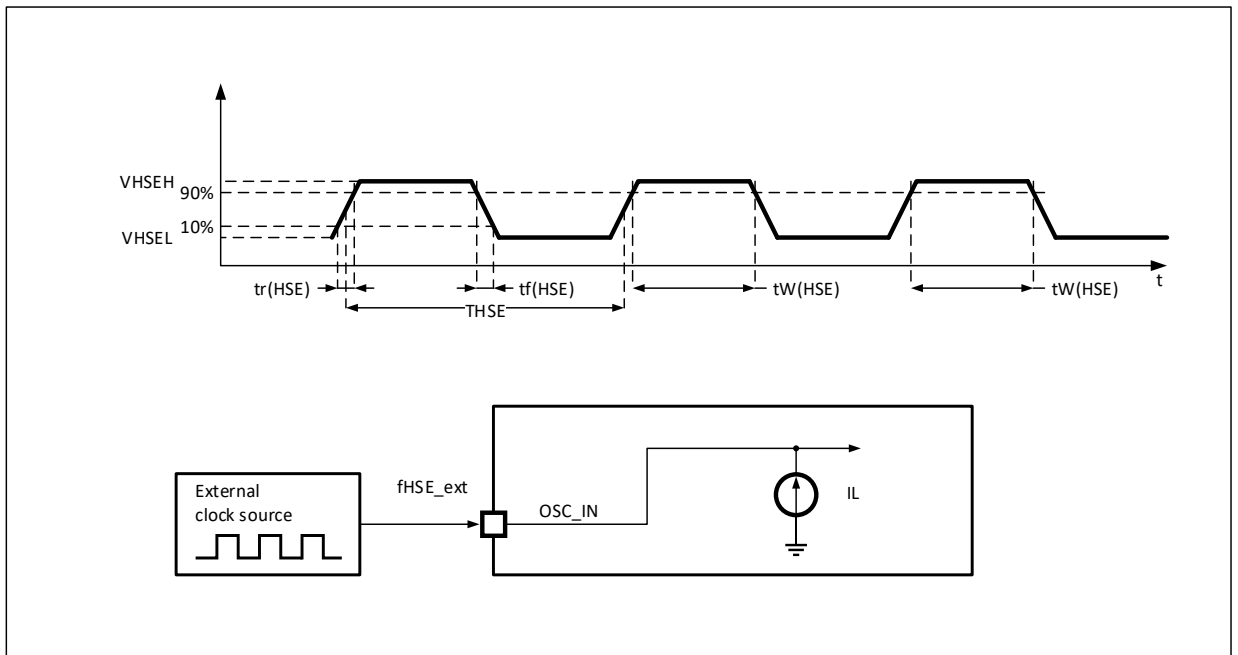 VHSEH
90%
10%
VHSEL
tr(HSE)
tf(HSE)
tW(HSE)
tW(HSE)
t
THSE
External
clock source
fHSE_ext
OSC_IN
IL